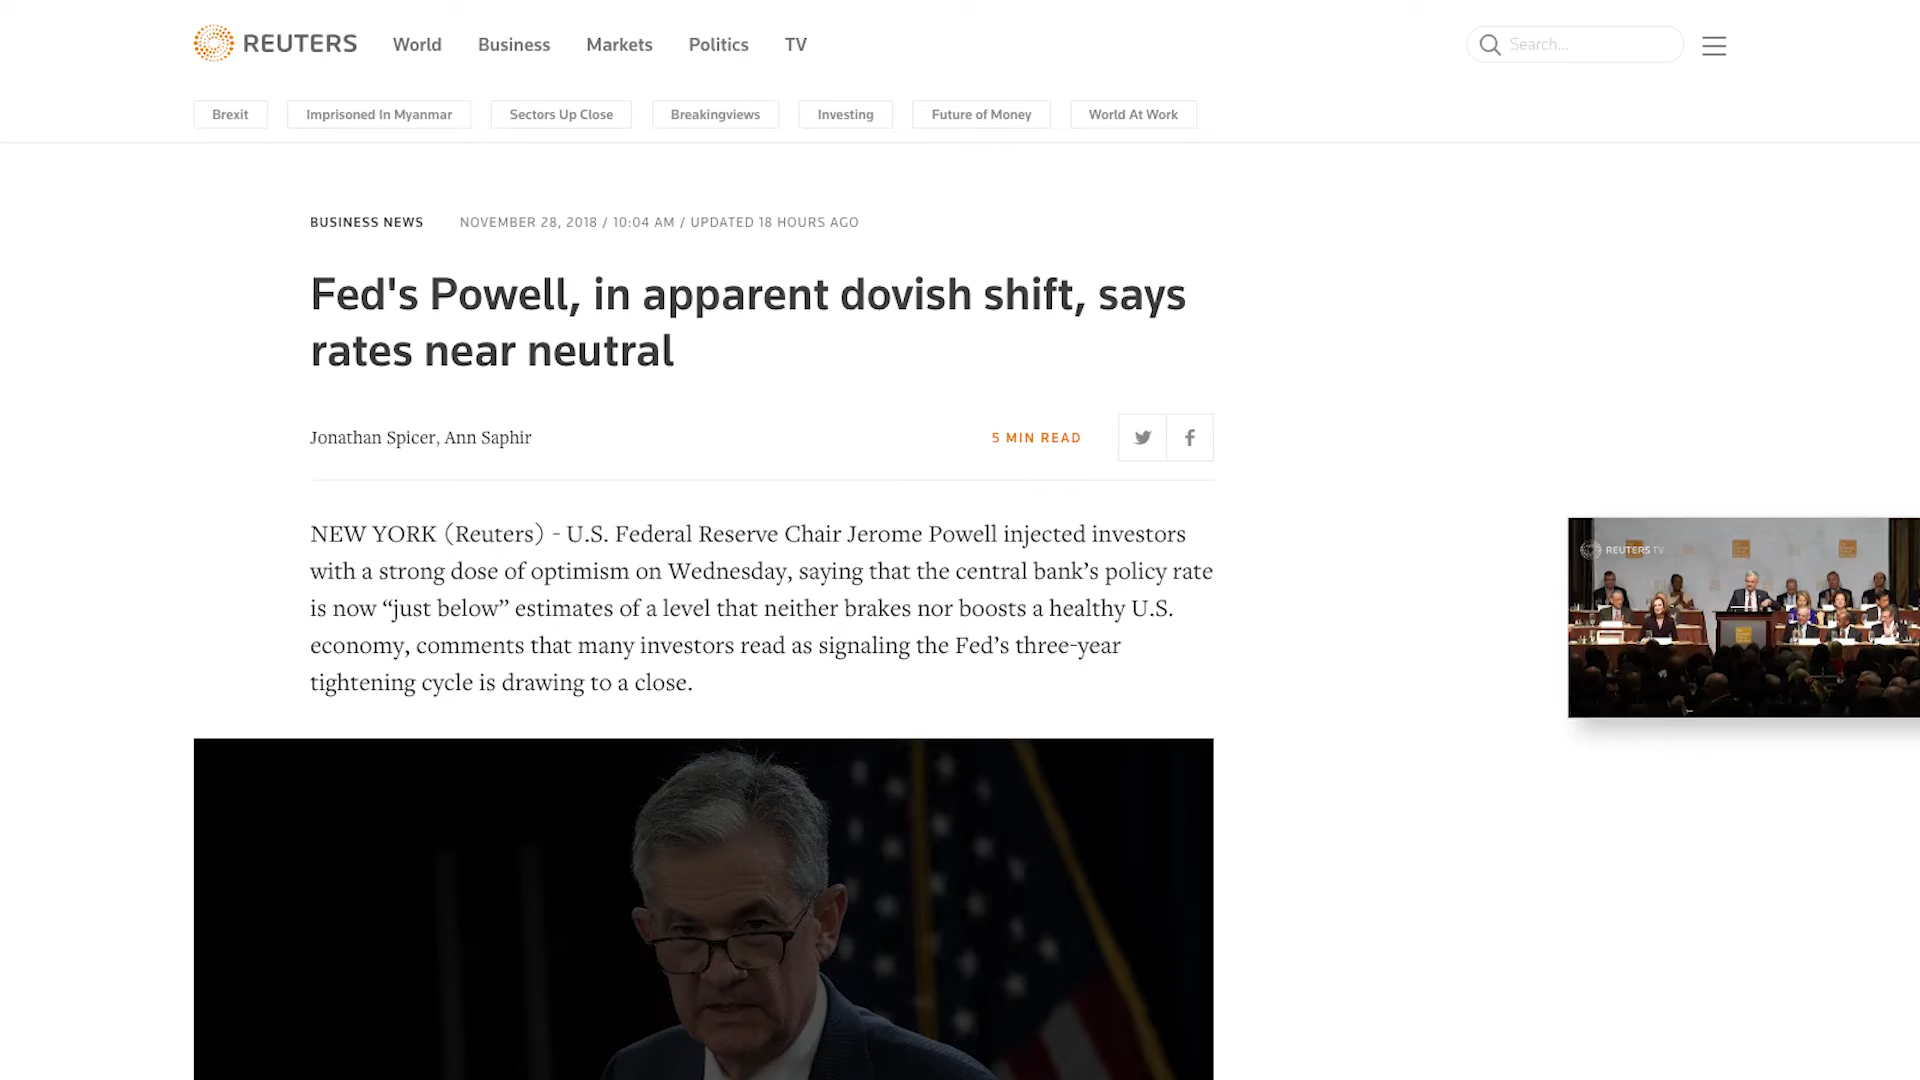 REUTERS World Business Markets Politics TV Search...
Brexit Imprisoned In Myanmar Sectors Up Close Breakingviews Investing Future of Money World At Work
BUSINESS NEWS NOVEMBER 28, 2018 / 10:04 AM / UPDATED 18 HOURS AGO
Fed's Powell, in apparent dovish shift, says
rates near neutral
Jonathan Spicer, Ann Saphir 5 MIN READ
NEW YORK (Reuters) - U.S. Federal Reserve Chair Jerome Powell injected investors
with a strong dose of optimism on Wednesday, saying that the central bank’s policy rate
is now “just below” estimates of a level that neither brakes nor boosts a healthy U.S.
economy, comments that many investors read as signaling the Fed’s three-year
tightening cycle is drawing to a close.
REUTERS TV